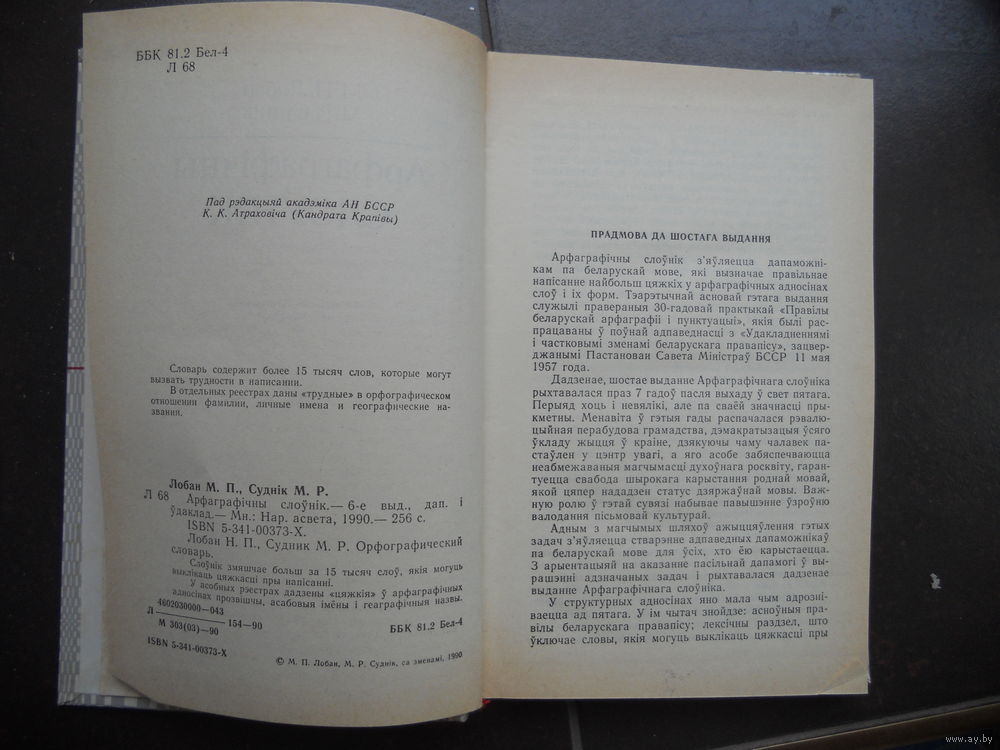 ББК 81.2 Бел-4
Л 68
Пад рэдакцыяй акадэміка АН БССР
К. К. Атраховіча (Кандрата Крапівы)
Словарь содержит более 15 тысяч слов, которые могут
вызвать трудности в написании.
В отдельных реестрах даны «трудные» в орфографическом
отношении фамилии, личные имена и географические на-
звания.
Лобан М. П., Суднік М. Р.
Л 68
Арфаграфічны слоўнік.— 6-е выд., дап. і
ўдаклад.— Мн.: Нар. асвета, 1990.— 256 с.
ISBN 5-341-00373-X.
Лобан Н. П., Судник М. Р. Орфографический
словарь.
Слоўнік змяшчае больш за 15 тысяч слоў, якія могуць
выклікаць цяжкасці пры напісанні.
У асобных рэестрах дадзены «цяжкія» ў арфаграфічных
адносінах прозвішчы, асабовыя імёны і геаграфічныя назвы.
4602030000—043
Л 154—90
М 303(03)—90
ББК 81.2 Бел-4
ISBN 5-341-00373-X
© М. П. Лобан, М. Р. Суднік, са зменамі, 1990
ПРАДМОВА ДА ШОСТАГА ВЫДАННЯ
Арфаграфічны слоўнік з'яўляецца дапаможні-
кам па беларускай мове, які вызначае правільнае
напісанне найбольш цяжкіх у арфаграфічных адносінах
слоў і іх форм. Тэарэтычнай асновай гэтага выдання
служылі правераныя 30-гадовай практыкай «Правілы
беларускай арфаграфіі і пунктуацыі», якія былі рас-
працаваны ў поўнай адпаведнасці з «Удакладненнямі
і частковымі зменамі беларускага правапісу», зацвер-
джанымі Пастановай Савета Міністраў БССР 11 мая
1957 года.
Дадзенае, шостае выданне Арфаграфічнага слоўніка
рыхтавалася праз 7 гадоў пасля выхаду ў свет пятага.
Перыяд хоць і невялікі, але па сваёй значнасці пры-
кметны. Менавіта ў гэтыя гады распачалася рэвалю-
цыйная перабудова грамадства, дэмакратызацыя ўсяго
ўкладу жыцця ў краіне, дзякуючы чаму чалавек па-
стаўлен у цэнтр увагі, а яго асобе забяспечваюцца
неабмежаваныя магчымасці духоўнага росквіту, гаран-
туецца свабода шырокага карыстання роднай мовай,
якой цяпер нададзен статус дзяржаўнай мовы. Важ-
ную ролю ў гэтай сувязі набывае павышэнне ўзроўню
валодання пісьмовай культурай.
Адным з магчымых шляхоў ажыццяўлення гэтых
задач з'яўляецца стварэнне адпаведных дапаможнікаў
па беларускай мове для ўсіх, хто ёю карыстаецца.
З арыентацыяй на аказанне пасільнай дапамогі ў вы-
рашэнні адзначаных задач і рыхтавалася дадзенае
выданне Арфаграфічнага слоўніка.
У структурных адносінах яно мала чым адрозні-
ваецца ад пятага. У ім чытач знойдзе: асноўныя пра-
вілы беларускага правапісу; лексічны раздзел, што
ўключае словы, якія могуць выклікаць цяжкасці пры
www.ay.by